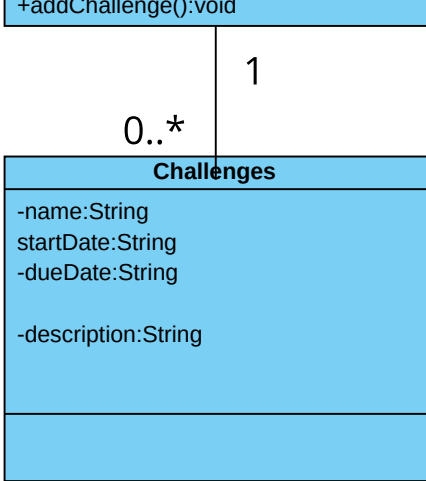 +addChallenge():void
1
0..*
Challenges
-name:String
startDate:String
-dueDate:String
-description:String